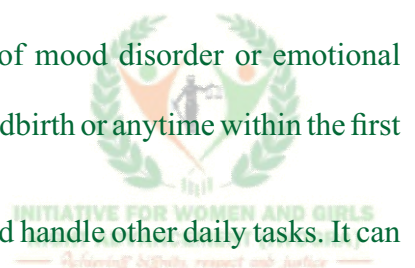 of mood disorder or emotional
dbirth or anytime within the first
INITIATIVE FOR WOMEN AND GIRLS
d handle other daily tasks. It can